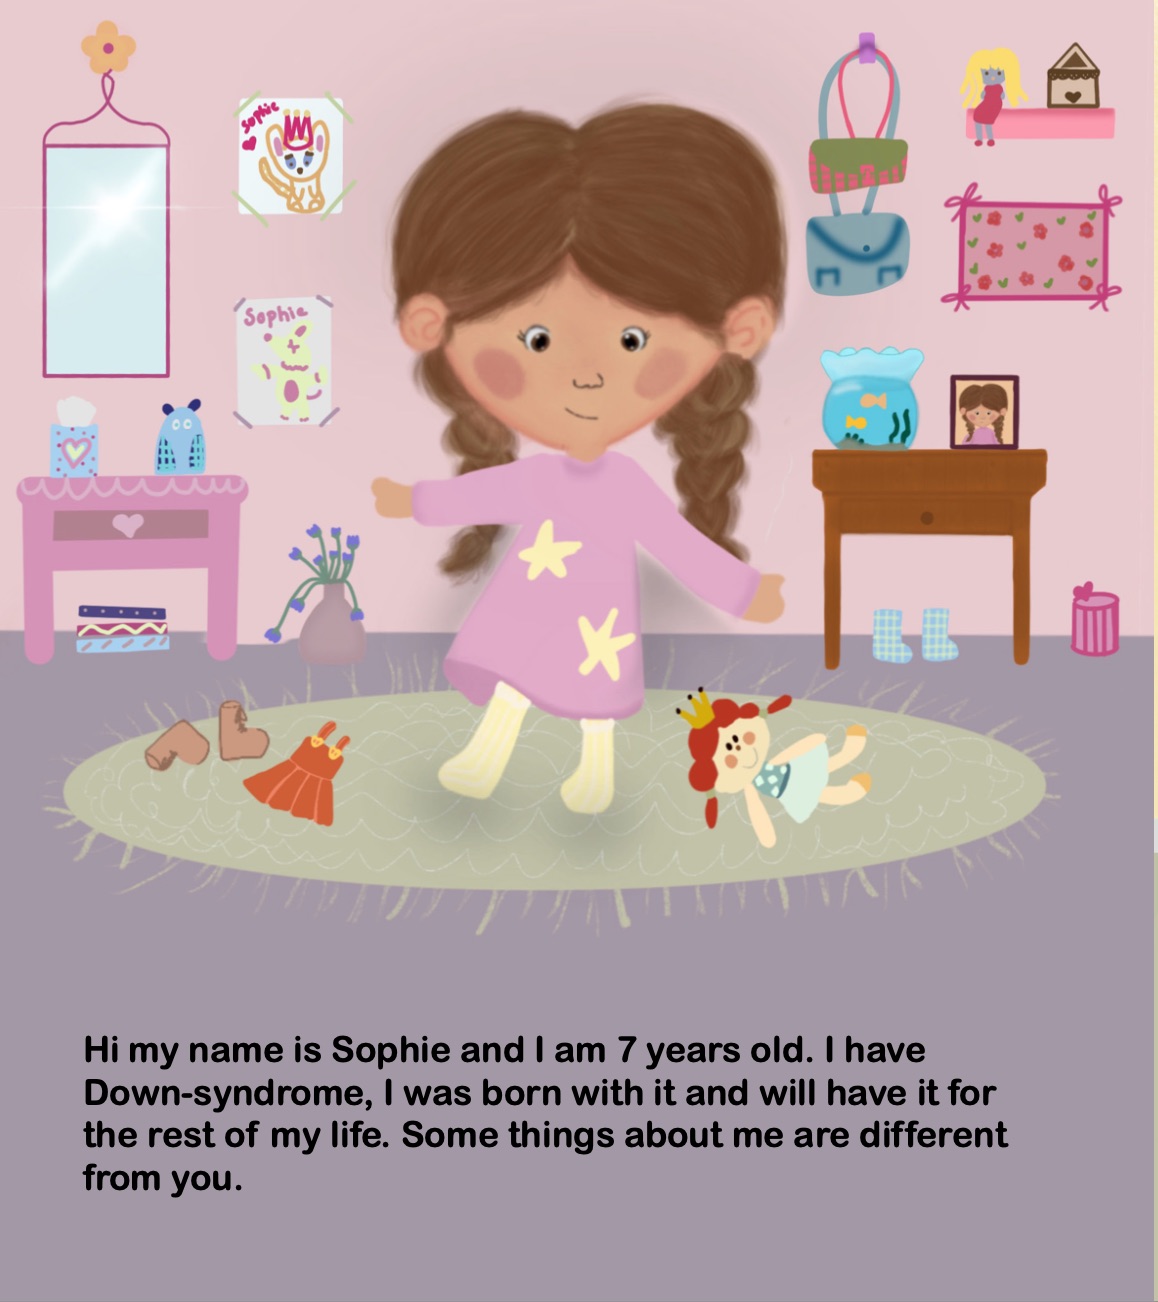 Sophie
Sophie
Hi my name is Sophie and I am 7 years old. I have
Down-syndrome, I was born with it and will have it for
the rest of my life. Some things about me are different
from you.